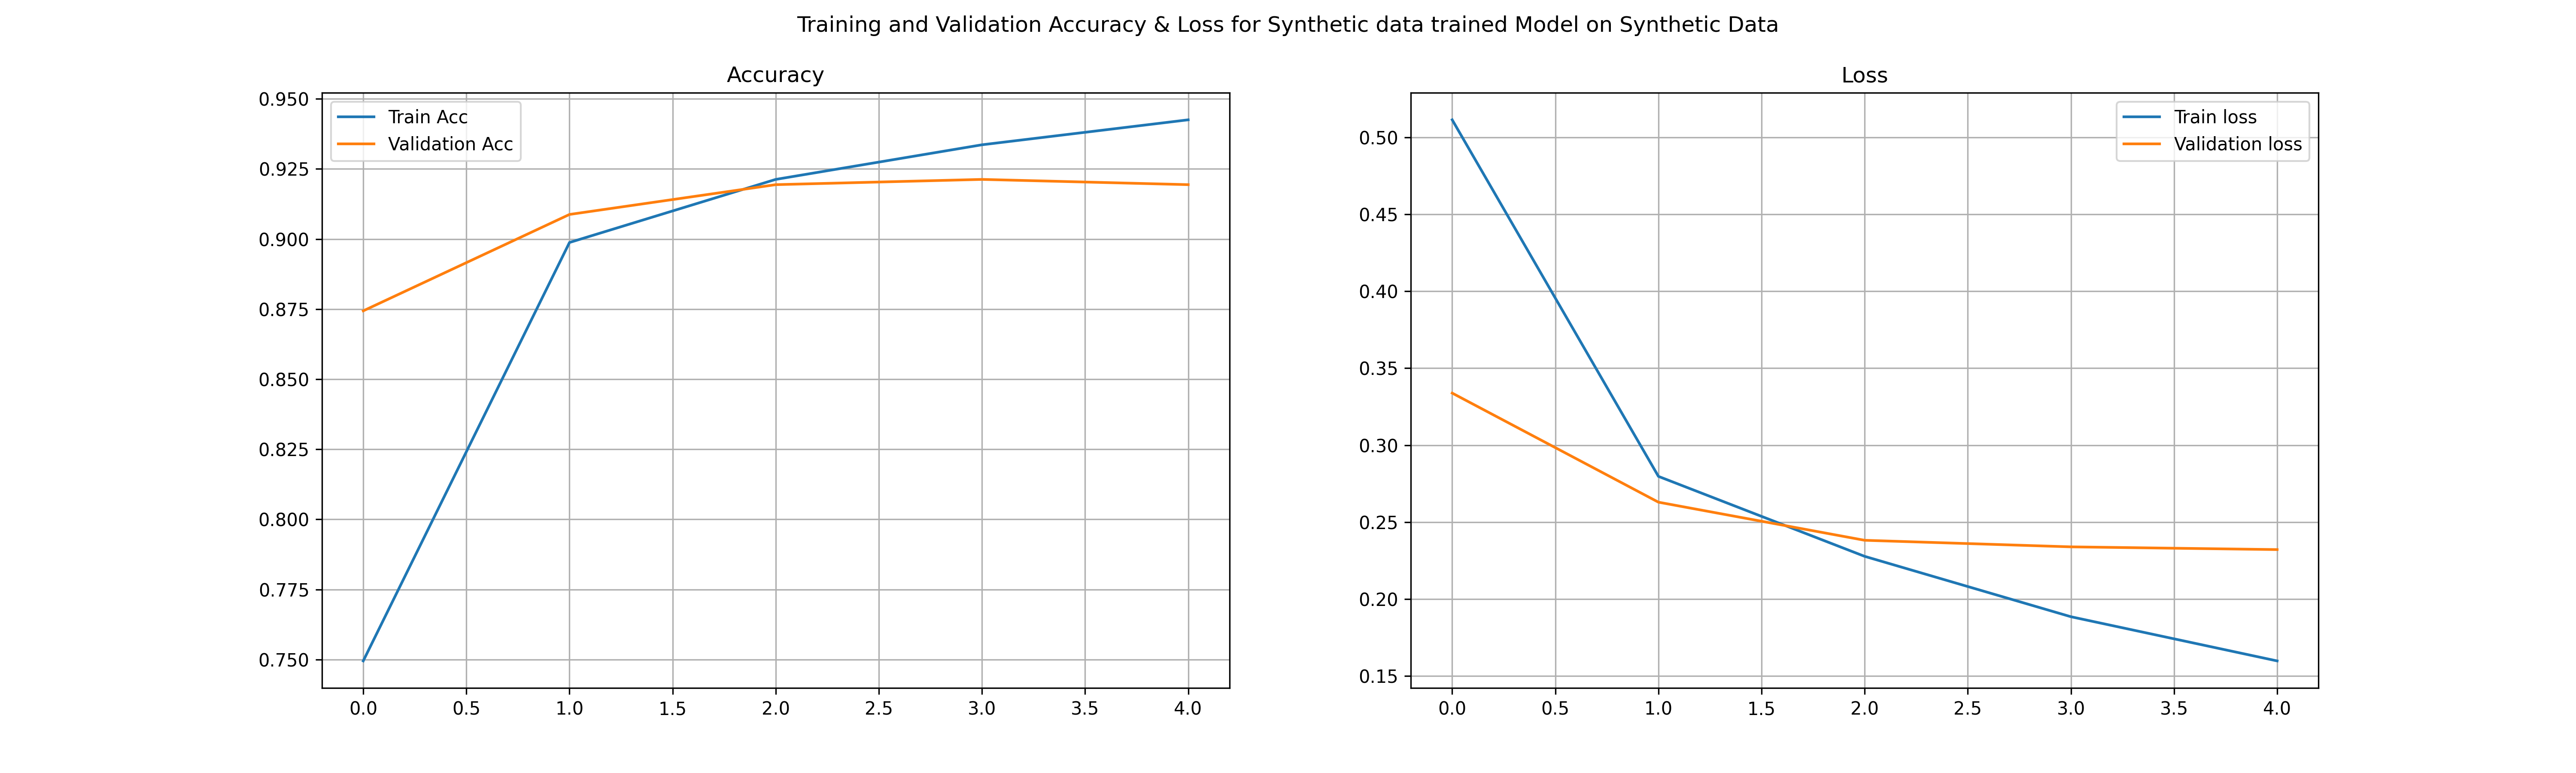 Training and Validation Accuracy & Loss for Synthetic data trained Model on Synthetic Data
Accuracy
Train Acc
Validation Acc
0.950
0.925
0.900
0.875
0.850
0.825
0.800
0.775
0.750
0.0 0.5 1.0 1.5 2.0 2.5 3.0 3.5 4.0
Loss
Train loss
Validation loss
0.50
0.45
0.40
0.35
0.30
0.25
0.20
0.15
0.0 0.5 1.0 1.5 2.0 2.5 3.0 3.5 4.0